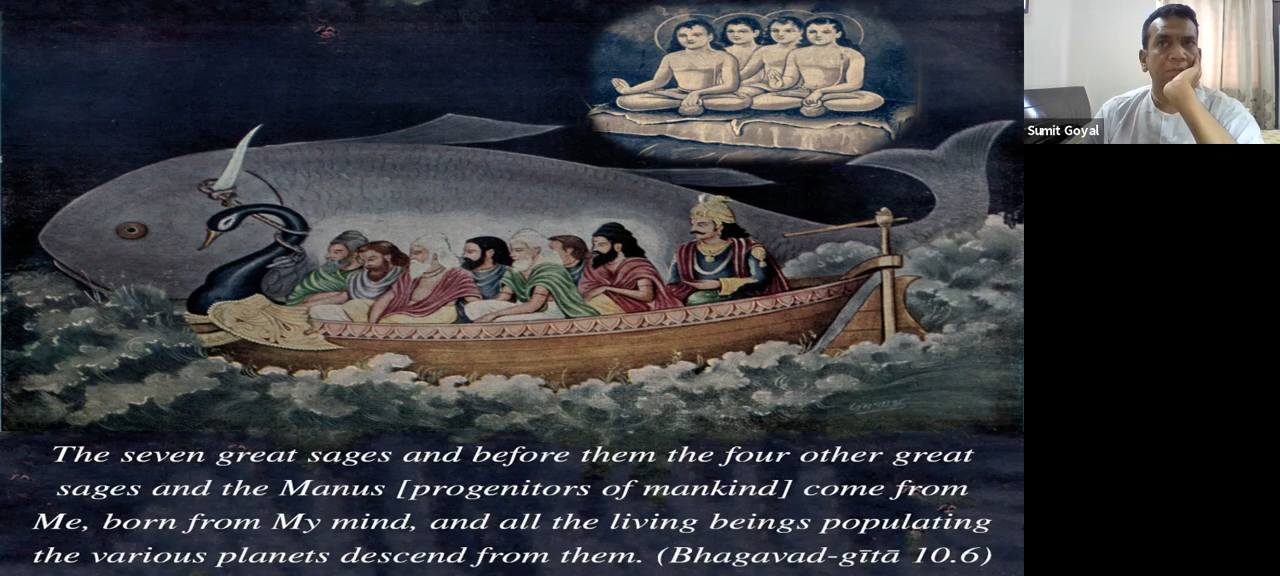 Sumit Goyal
The seven great sages and before them the four other great
sages and the Manus [progenitors of mankind] come from
Me, born from My mind, and all the living beings populating
the various planets descend from them. (Bhagavad-gītā 10.6)